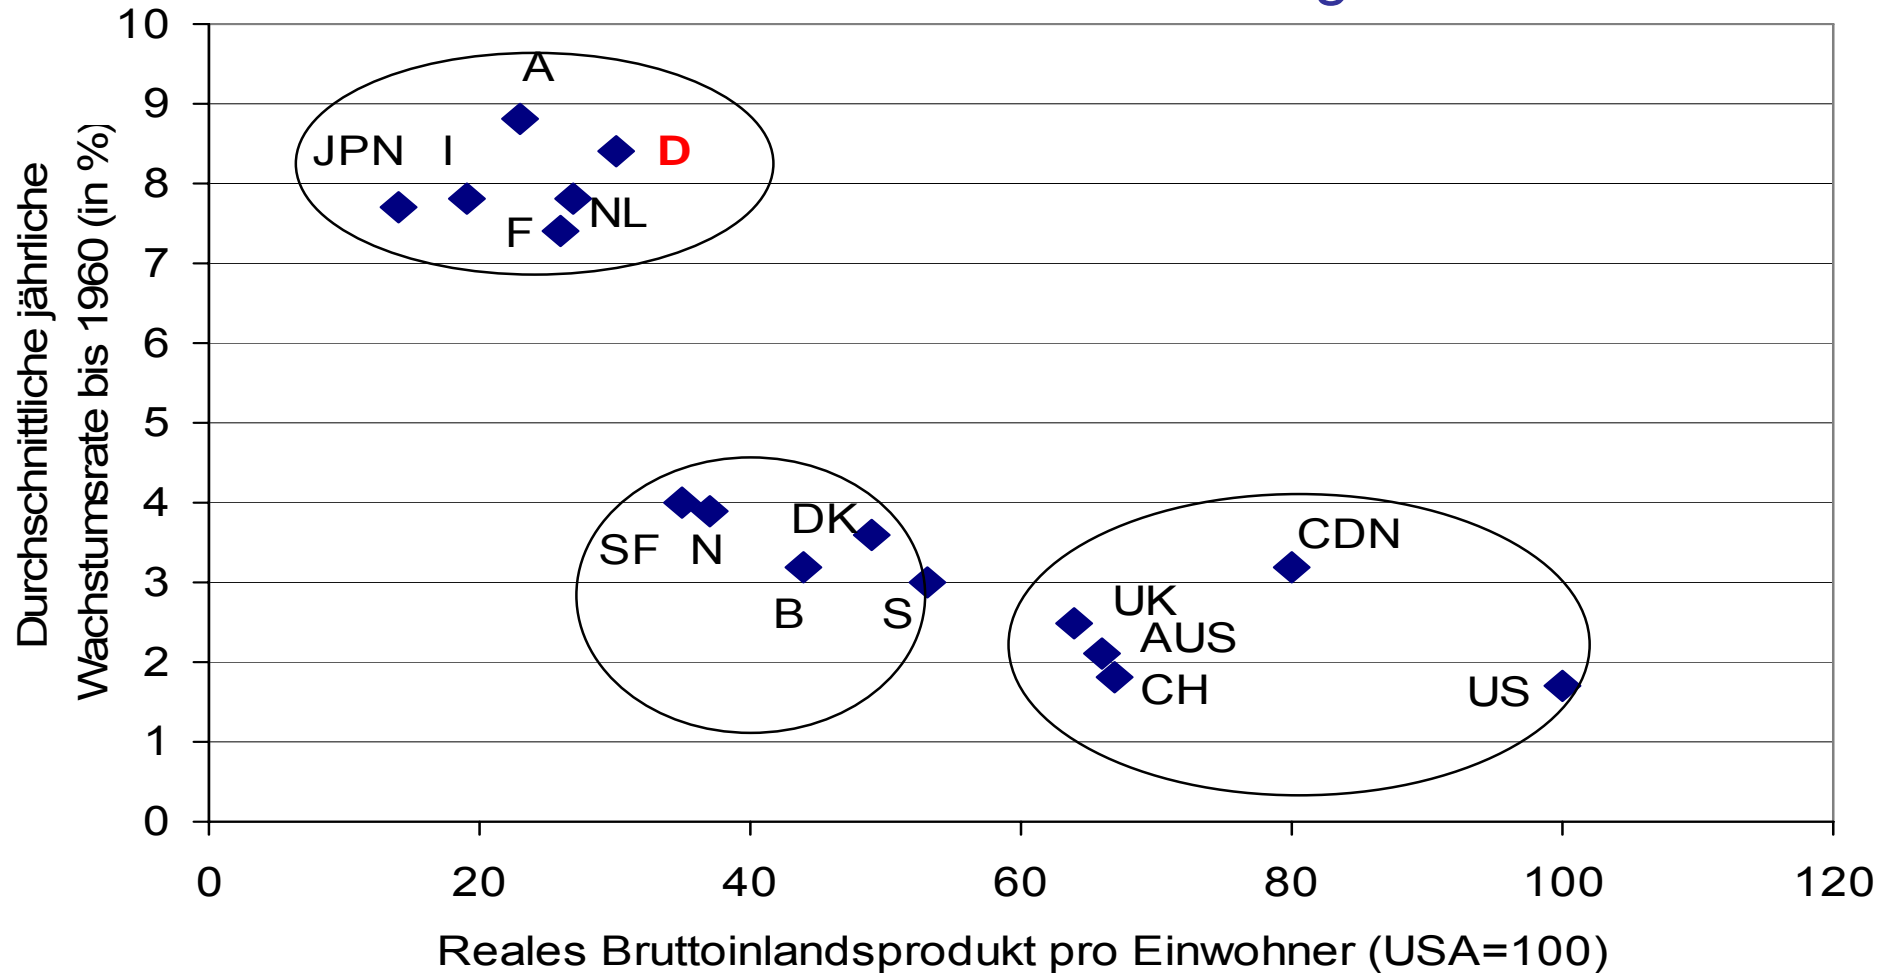 10
9
8
7
6
5
4
3
2
1
0
Durchschnittliche jährliche
Wachstumsrate bis 1960 (in %)
A
JPN I D
NL
F
DK
SF N
B S
CDN
UK
AUS
CH
US
0 20 40 60 80 100 120
Reales Bruttoinlandsprodukt pro Einwohner (USA=100)